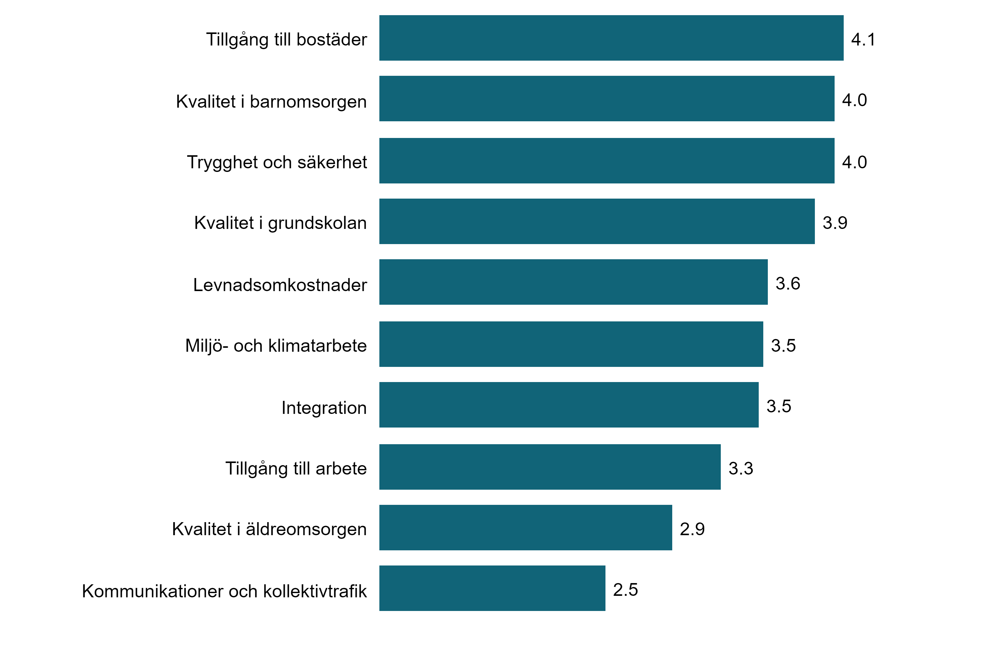 Tillgång till bostäder 4.1
Kvalitet i barnomsorgen 4.0
Trygghet och säkerhet 4.0
Kvalitet i grundskolan 3.9
Levnadsomkostnader 3.6
Miljö- och klimatarbete 3.5
Integration 3.5
Tillgång till arbete 3.3
Kvalitet i äldreomsorgen 2.9
Kommunikationer och kollektivtrafik 2.5